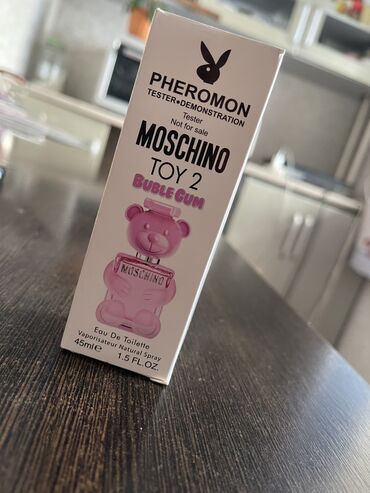 PHEROMON
TESTER•DEMONSTRATION
Tester
Not for sale
MOSCHINO
TOY 2
BUBLE GUM
MOSCHINO
Eau De Toilette
Vaporisateur Natural Spray
45ml℮ 1.5 FL.OZ.